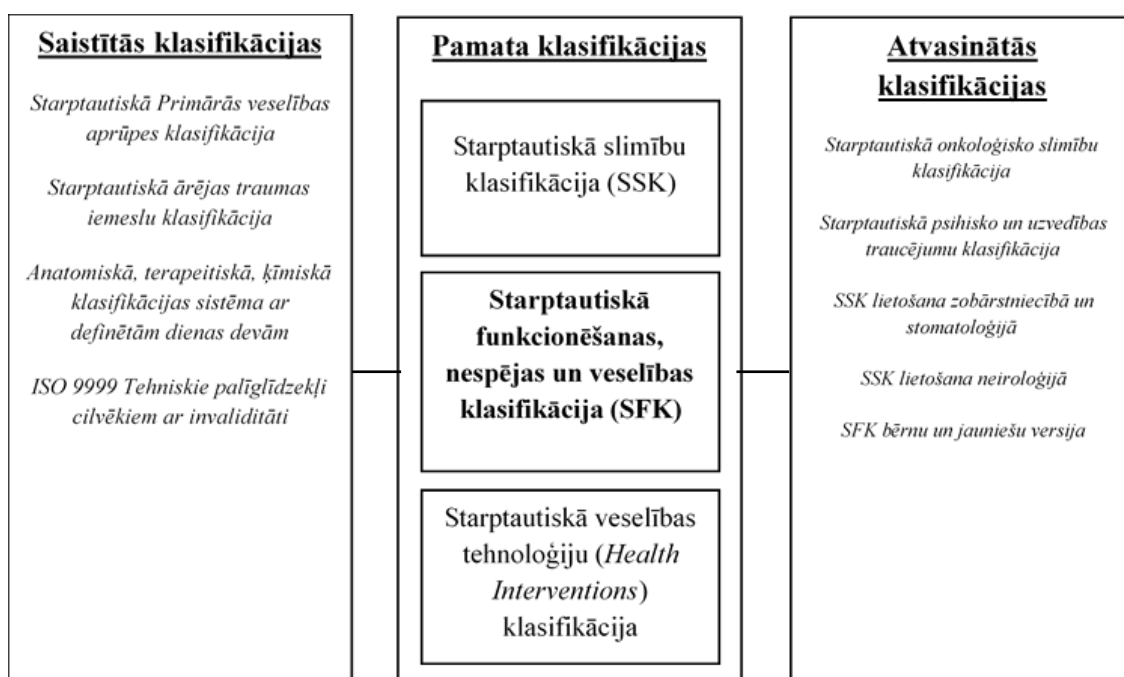 Saistītās klasifikācijas
Starptautiskā Primārās veselības
aprūpes klasifikācija
Starptautiskā ārējas traumas
iemeslu klasifikācija
Anatomiskā, terapeitiskā, ķīmiskā
klasifikācijas sistēma ar
definētām dienas devām
ISO 9999 Tehniskie palīglīdzekļi
cilvēkiem ar invaliditāti
Pamata klasifikācijas
Starptautiskā slimību
klasifikācija (SSK)
Starptautiskā
funkcionēšanas,
nespējas un veselības
klasifikācija (SFK)
Starptautiskā veselības
tehnoloģiju (Health
Interventions)
klasifikācija
Atvasinātās
klasifikācijas
Starptautiskā onkoloģisko slimību
klasifikācija
Starptautiskā psihisko un uzvedības
traucējumu klasifikācija
SSK lietošana zobārstniecībā un
stomatoloģijā
SSK lietošana neiroloģijā
SFK bērnu un jauniešu versija